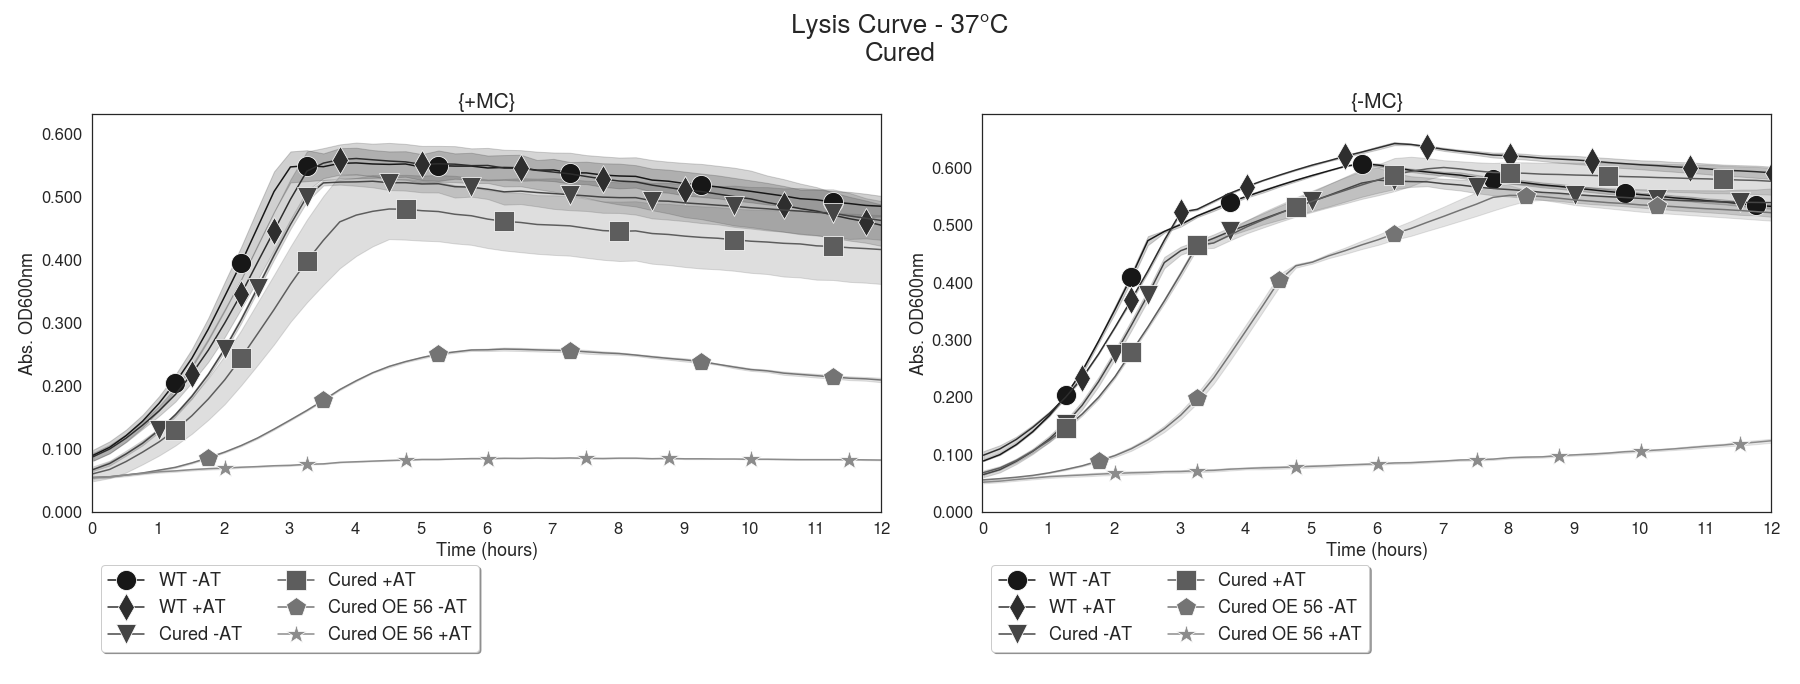 Lysis Curve - 37°C
Cured
{+MC}
Abs. OD600nm
0.600
0.500
0.400
0.300
0.200
0.100
0.000
0 1 2 3 4 5 6 7 8 9 10 11 12
Time (hours)
WT -AT
WT +AT
Cured -AT
Cured +AT
Cured OE 56 -AT
Cured OE 56 +AT
{-MC}
Abs. OD600nm
0.600
0.500
0.400
0.300
0.200
0.100
0.000
0 1 2 3 4 5 6 7 8 9 10 11 12
Time (hours)
WT -AT
WT +AT
Cured -AT
Cured +AT
Cured OE 56 -AT
Cured OE 56 +AT